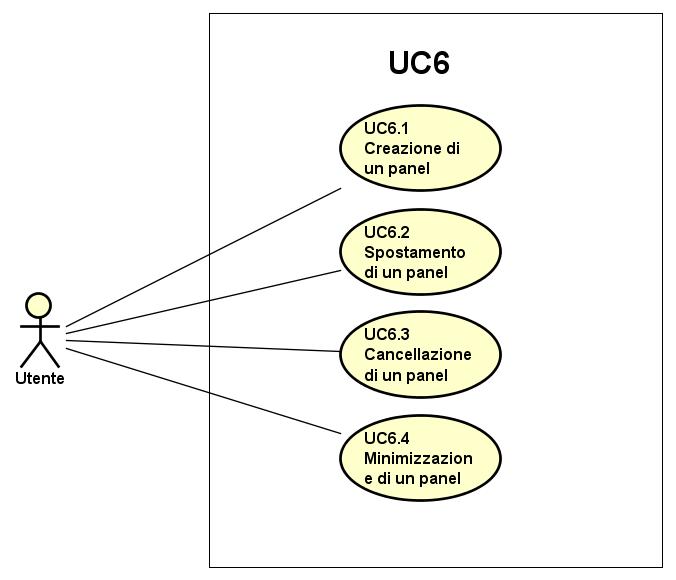 UC6
UC6.1
Creazione di
un panel
UC6.2
Spostamento
di un panel
UC6.3
Cancellazione
di un panel
UC6.4
Minimizzazion
e di un panel
Utente